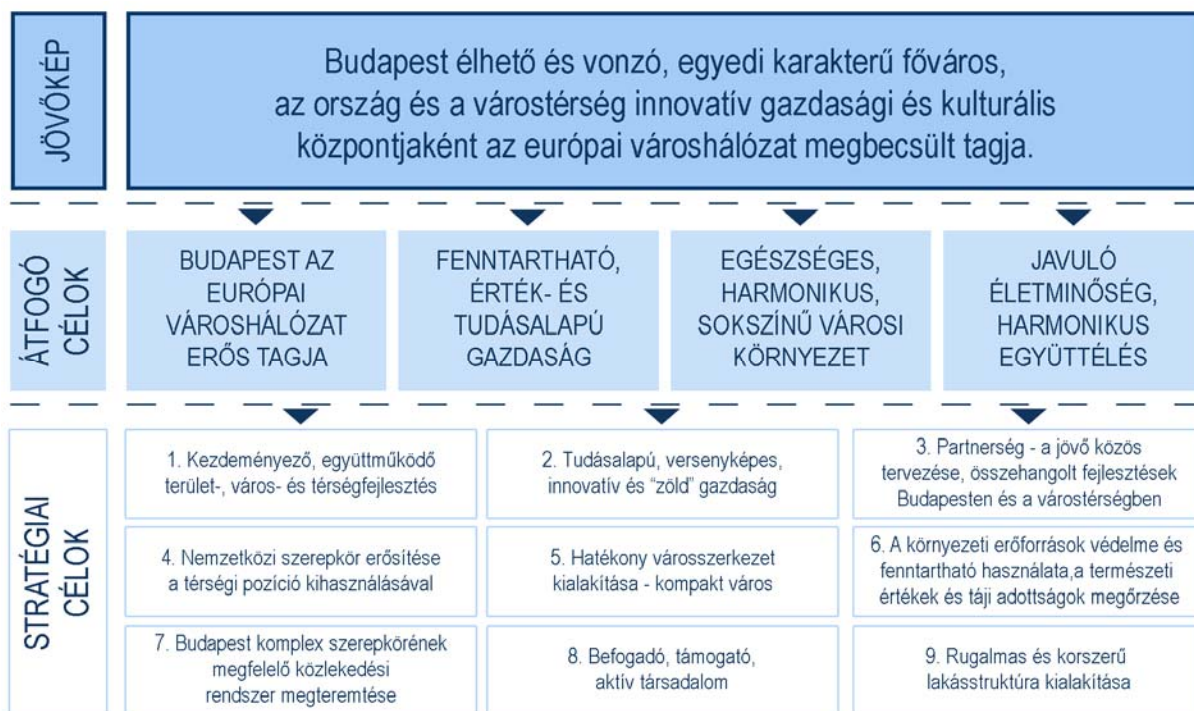 JÖVŐKÉP
Budapest élhető és vonzó, egyedi karakterű főváros,
az ország és a várostérség innovatív gazdasági és kulturális
központjaként az európai városhálózat megbecsült tagja.
ÁTFOGÓ
CÉLOK
BUDAPEST AZ
EURÓPAI
VÁROSHÁLÓZAT
ERŐS TAGJA
FENNTARTHATÓ,
ÉRTÉK- ÉS
TUDÁSALAPÚ
GAZDASÁG
EGÉSZSÉGES,
HARMONIKUS,
SOKSZÍNŰ VÁROSI
KÖRNYEZET
JAVULÓ
ÉLETMINŐSÉG,
HARMONIKUS
EGYÜTTÉLÉS
STRATÉGIAI
CÉLOK
1. Kezdeményező, együttműködő
terület-, város- és térségfejlesztés
2. Tudásalapú, versenyképes,
innovatív és "zöld" gazdaság
3. Partnerség - a jövő közös
tervezése, összehangolt fejlesztések
Budapesten és a várostérségben
4. Nemzetközi szerepkör erősítése
a térségi pozíció kihasználásával
5. Hatékony városszerkezet
kialakítása - kompakt város
6. A környezeti erőforrások védelme és
fenntartható használata,a természeti
értékek és táji adottságok megőrzése
7. Budapest komplex szerepkörének
megfelelő közlekedési
rendszer megteremtése
8. Befogadó, támogató,
aktív társadalom
9. Rugalmas és korszerű
lakásstruktúra kialakítása